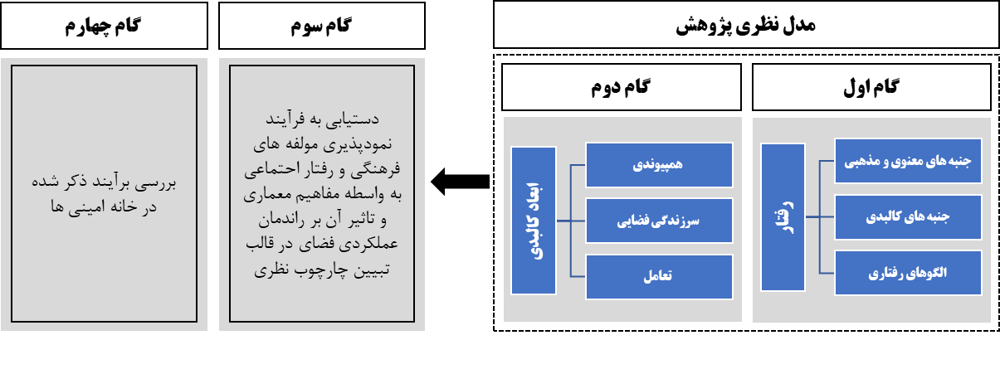 مدل نظری پژوهش
گام اول
رفتار
جنبه های معنوی و مذهبی
جنبه های کالبدی
الگوهای رفتاری
گام دوم
ابعاد کالبدی
همپیوندی
سرزندگی فضایی
تعامل
گام سوم
دستیابی به فرآیند
نمودپذیری مولفه های
فرهنگی و رفتار اجتماعی
به واسطه مفاهیم معماری
و تاثیر آن بر راندمان
عملکردی فضای در قالب
تبیین چارچوب نظری
گام چهارم
بررسی برآیند ذکر شده
در خانه امینی ها